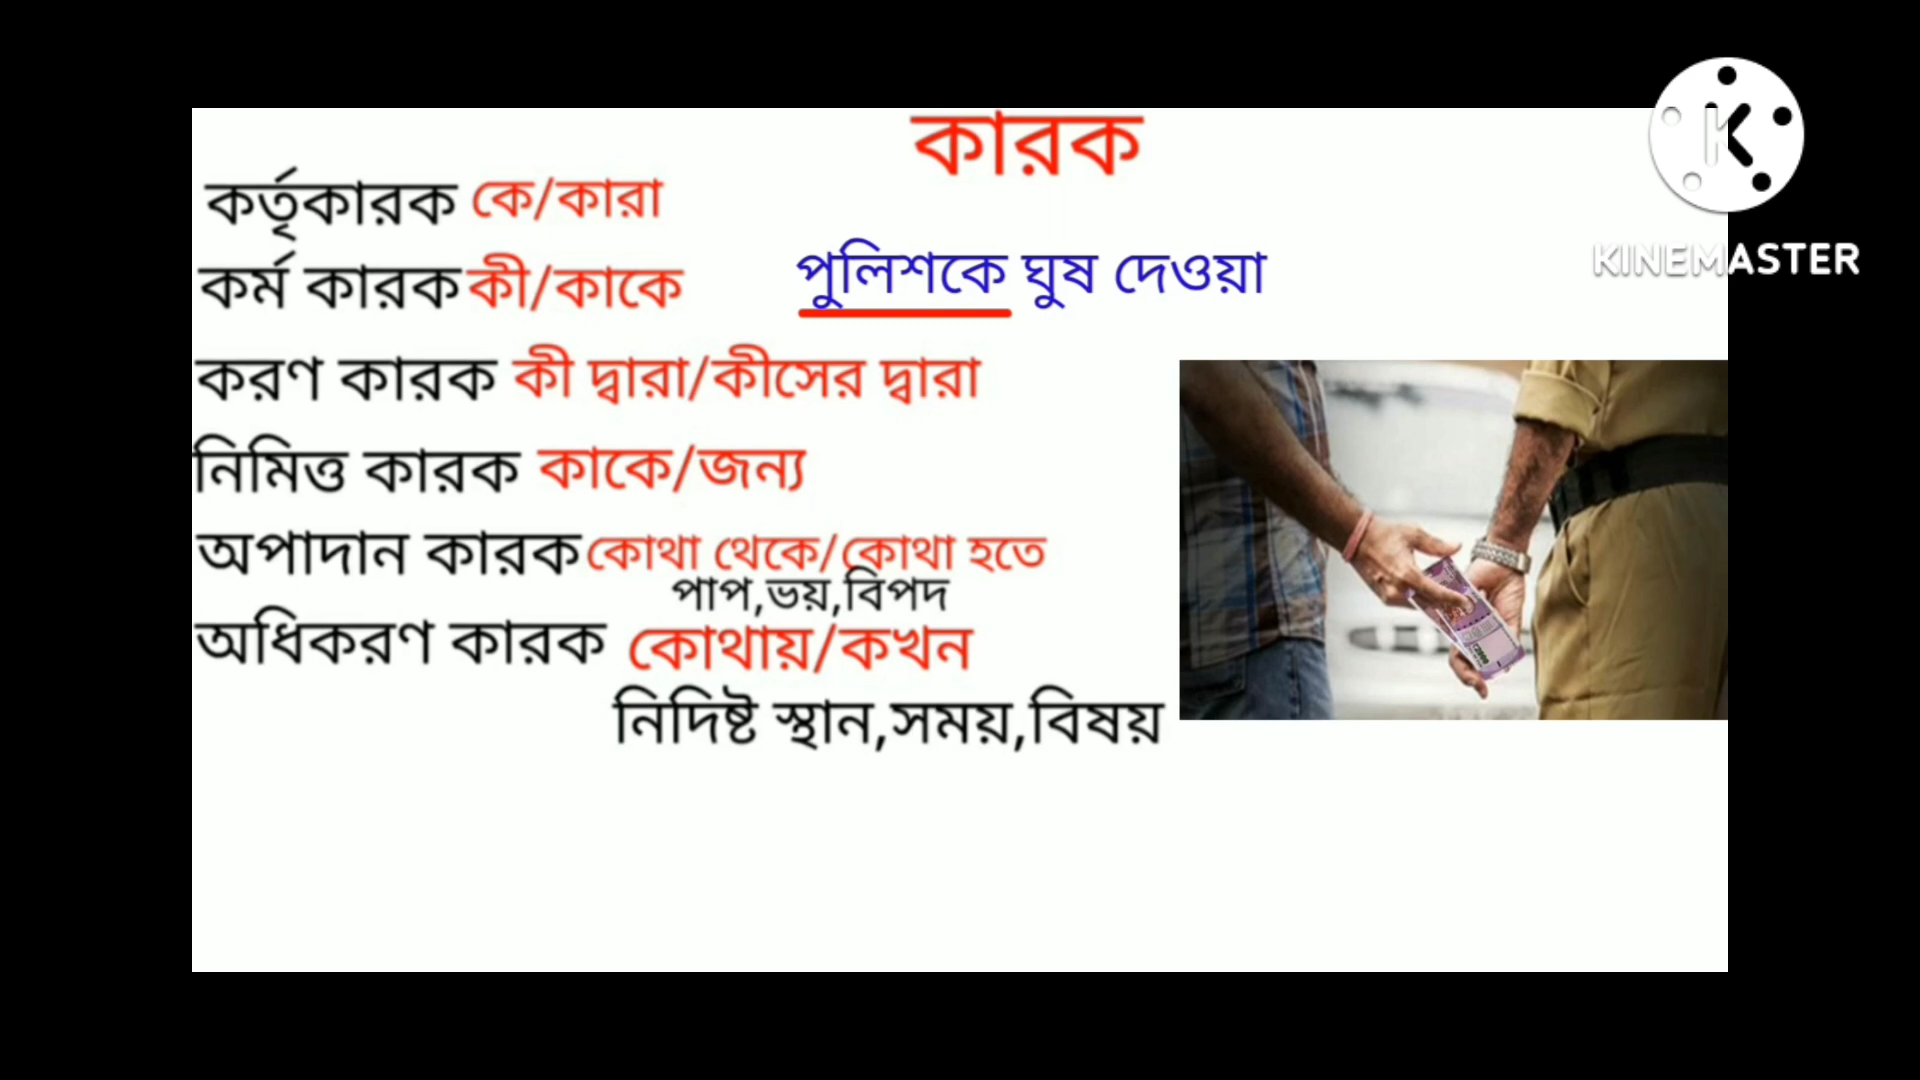 কারক
কর্তৃকারক কে/কারা
কর্ম কারক কী/কাকে
পুলিশকে ঘুষ দেওয়া
করণ কারক কী দ্বারা/কীসের দ্বারা
নিমিত্ত কারক কাকে/জন্য
অপাদান কারক কোথা থেকে/কোথা হতে
পাপ,ভয়,বিপদ
অধিকরণ কারক কোথায়/কখন
নিদিষ্ট স্থান,সময়,বিষয়
KINEMASTER